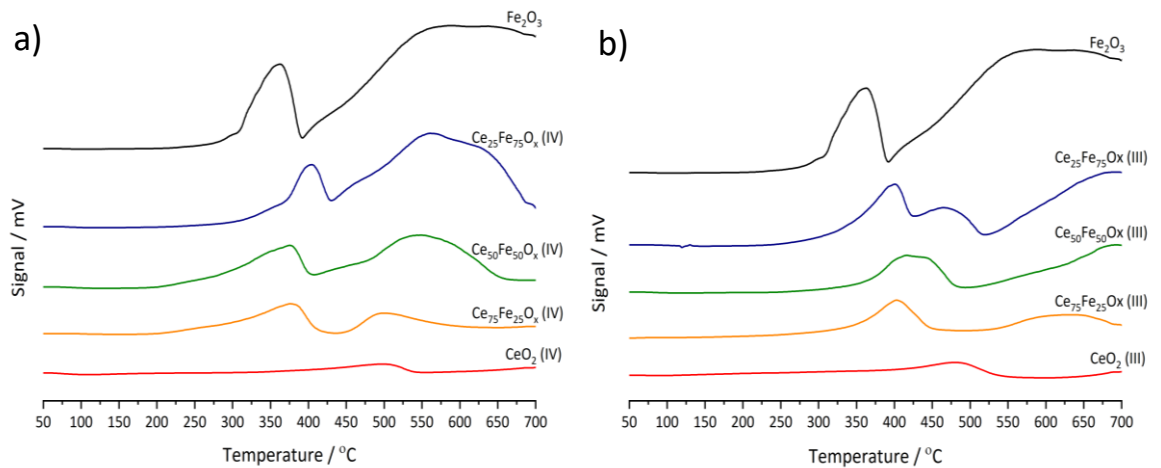 a)
Fe₂O₃
Ce₂₅Fe₇₅Oₓ (IV)
Ce₅₀Fe₅₀Oₓ (IV)
Ce₇₅Fe₂₅Oₓ (IV)
CeO₂ (IV)
Signal / mV
50 100 150 200 250 300 350 400 450 500 550 600 650 700
Temperature / °C
b)
Fe₂O₃
Ce₂₅Fe₇₅Ox (III)
Ce₅₀Fe₅₀Ox (III)
Ce₇₅Fe₂₅Ox (III)
CeO₂ (III)
Signal / mV
50 100 150 200 250 300 350 400 450 500 550 600 650 700
Temperature / °C